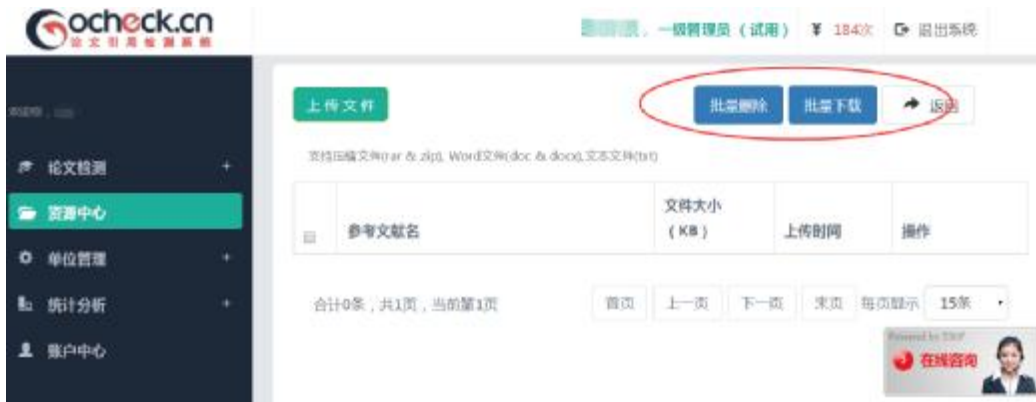 Gocheck.cn
论文引用检测系统
，一级管理员（试用） ¥ 184次 退出系统
论文检测 +
资源中心
单位管理 +
统计分析 +
账户中心
上传文件 批量删除 批量下载 返回
支持压缩文件(rar & zip), Word文件(doc & docx),文本文件(txt)
参考文献名 文件大小（KB） 上传时间 操作
合计0条，共1页，当前第1页 首页 上一页 下一页 末页 每页显示 15条
在线咨询